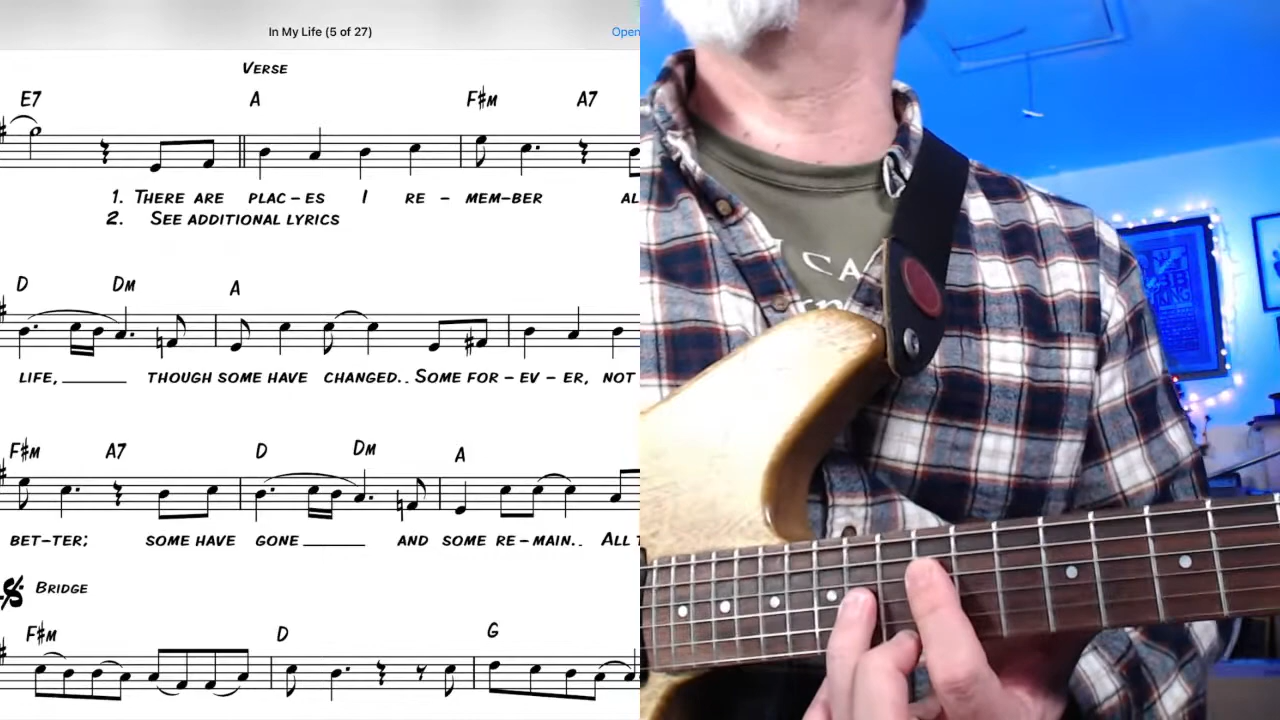 In My Life (5 of 27)
Open
Verse
E7 A F#m A7
1. There are plac – es I re – mem–ber al
2. See additional lyrics
D Dm A
life, though some have changed. Some for – ev – er, not
F#m A7 D Dm A
bet–ter; some have gone and some re–main. All
Bridge
F#m D G
I CA